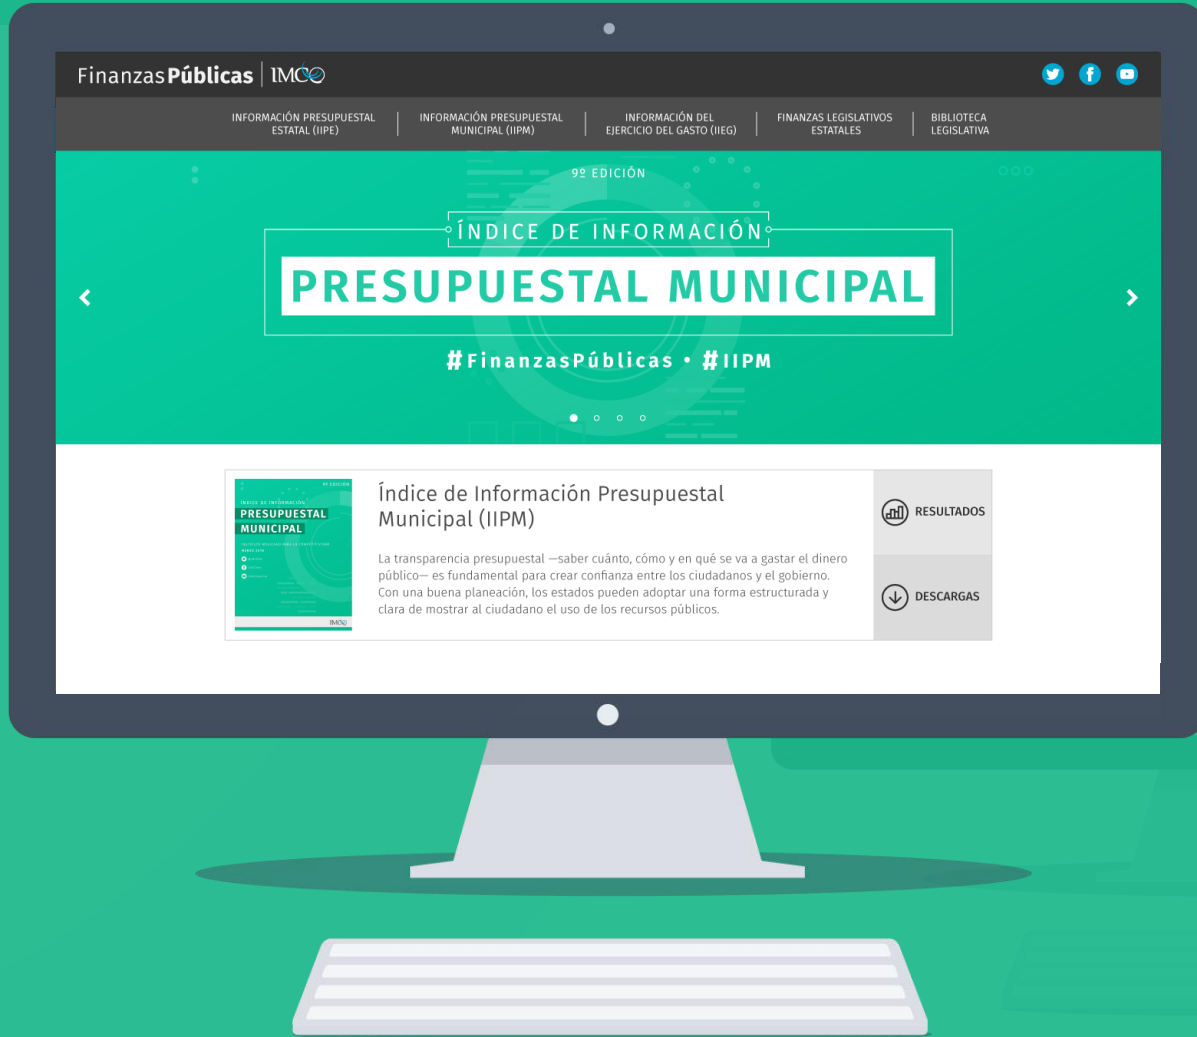 Finanzas Públicas | IMCO
INFORMACIÓN PRESUPUESTAL
ESTATAL (IIPE)
INFORMACIÓN PRESUPUESTAL
MUNICIPAL (IIPM)
INFORMACIÓN DEL
EJERCICIO DEL GASTO (IIEG)
FINANZAS LEGISLATIVOS
ESTATALES
BIBLIOTECA
LEGISLATIVA
9º EDICIÓN
ÍNDICE DE INFORMACIÓN
PRESUPUESTAL MUNICIPAL
#FinanzasPúblicas • #IIPM
9º EDICIÓN
ÍNDICE DE INFORMACIÓN
PRESUPUESTAL
MUNICIPAL
IMCO
Índice de Información Presupuestal
Municipal (IIPM)
La transparencia presupuestal —saber cuánto, cómo y en qué se va a gastar el dinero
público— es fundamental para crear confianza entre los ciudadanos y el gobierno.
Con una buena planeación, los estados pueden adoptar una forma estructurada y
clara de mostrar al ciudadano el uso de los recursos públicos.
RESULTADOS
DESCARGAS